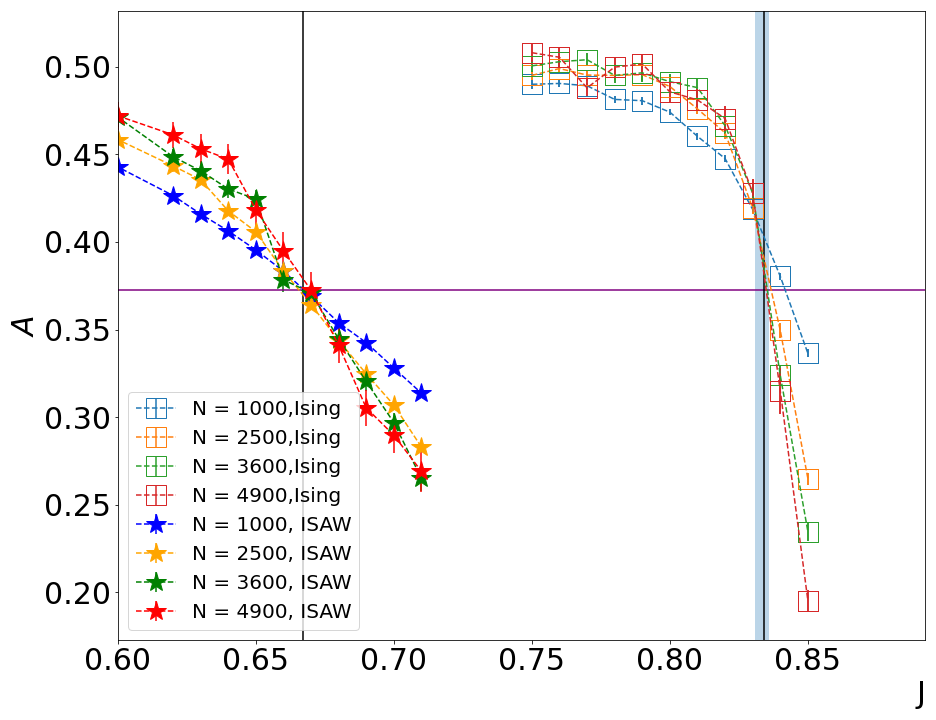 0.50
0.45
0.40
0.35
0.30
0.25
0.20
A
N = 1000,Ising
N = 2500,Ising
N = 3600,Ising
N = 4900,Ising
N = 1000, ISAW
N = 2500, ISAW
N = 3600, ISAW
N = 4900, ISAW
0.60 0.65 0.70 0.75 0.80 0.85
J